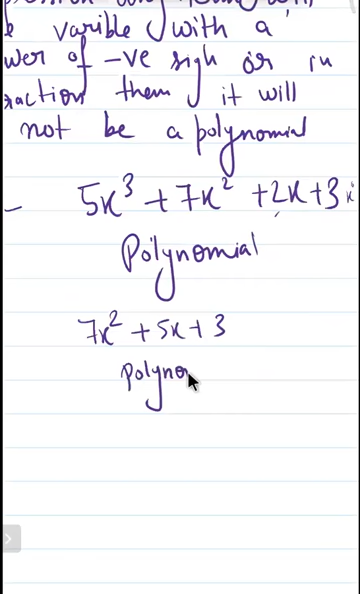 varible with a
wer of -ve sigh or in
raction them it will
not be a polynomial
- 5x³ + 7x² + 2x + 3
Polynomial
7x² + 5x + 3
Polyno